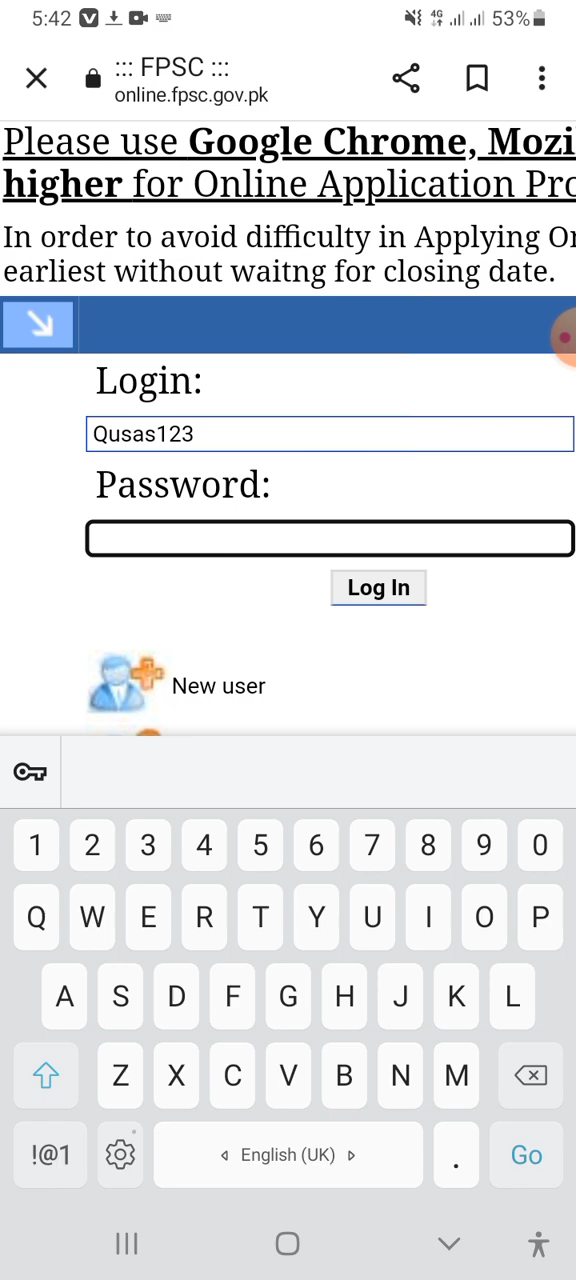 5:42 4G 53%
::: FPSC :::
online.fpsc.gov.pk
Please use Google Chrome, Mozi
higher for Online Application Pro
In order to avoid difficulty in Applying On
earliest without waitng for closing date.
Login:
Qusas123
Password:
Log In
New user
1 2 3 4 5 6 7 8 9 0
Q W E R T Y U I O P
A S D F G H J K L
Z X C V B N M
!@1 English (UK) . Go